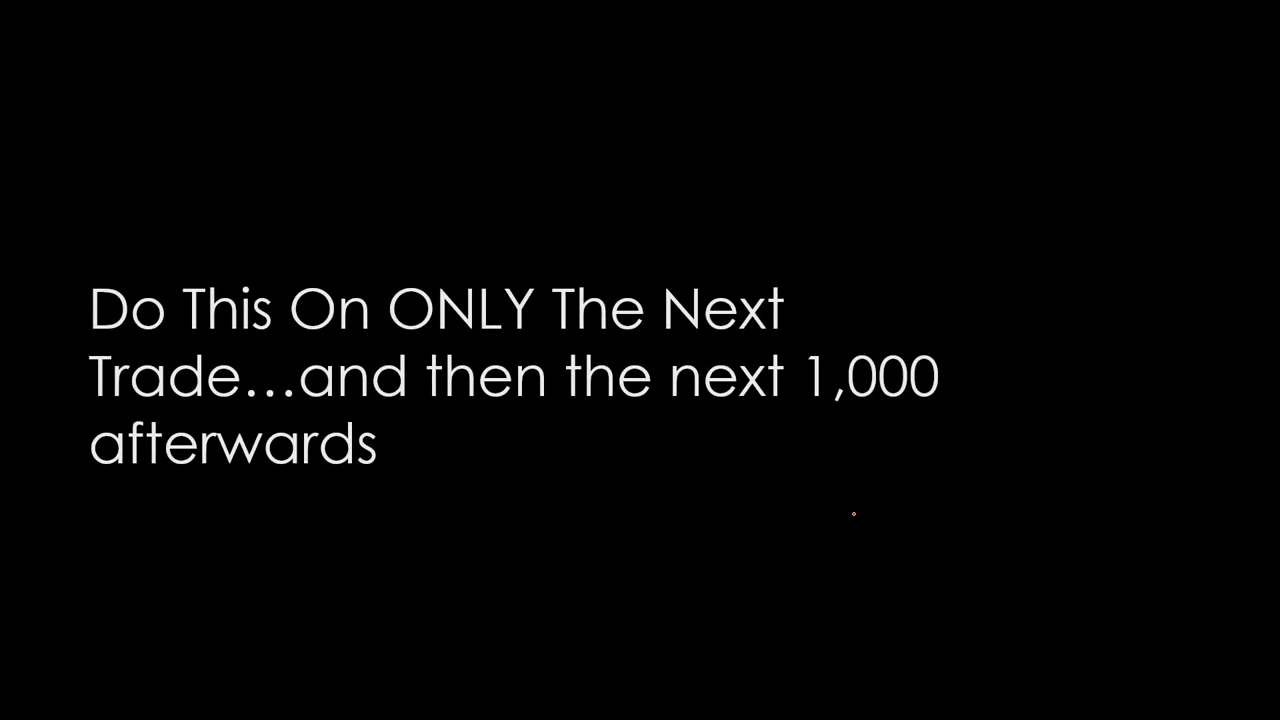 Do This On ONLY The Next
Trade...and then the next 1,000
afterwards